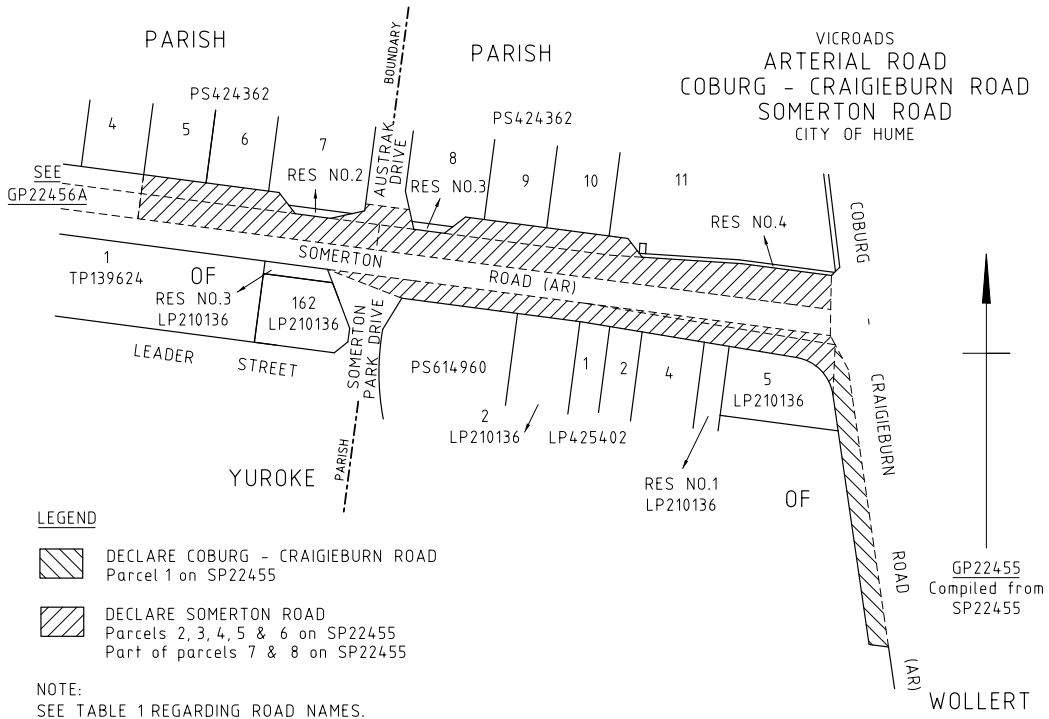 PARISH
BOUNDARY
PARISH
VICROADS
ARTERIAL ROAD
COBURG - CRAIGIEBURN ROAD
SOMERTON ROAD
CITY OF HUME
PS424362
PS424362
4
5
6
7
8
9
10
11
AUSTRAK
DRIVE
RES NO.2
RES NO.3
RES NO.4
SEE
GP22456A
COBURG
-
CRAIGIEBURN
ROAD
(AR)
SOMERTON
ROAD (AR)
1
TP139624
OF
RES NO.3
LP210136
162
LP210136
LEADER
STREET
SOMERTON
PARK DRIVE
PS614960
2
LP210136
1
2
LP425402
4
5
LP210136
RES NO.1
LP210136
OF
YUROKE
PARISH
WOLLERT
LEGEND
DECLARE COBURG - CRAIGIEBURN ROAD
Parcel 1 on SP22455
DECLARE SOMERTON ROAD
Parcels 2,3,4,5 & 6 on SP22455
Part of parcels 7 & 8 on SP22455
NOTE:
SEE TABLE 1 REGARDING ROAD NAMES.
GP22455
Compiled from
SP22455